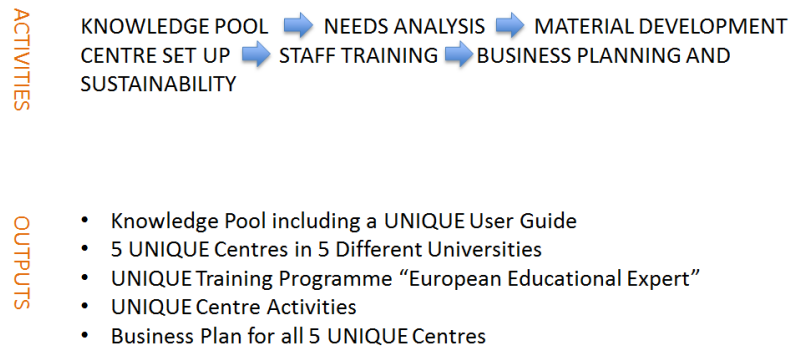 ACTIVITIES
KNOWLEDGE POOL NEEDS ANALYSIS MATERIAL DEVELOPMENT
CENTRE SET UP STAFF TRAINING BUSINESS PLANNING AND
SUSTAINABILITY
OUTPUTS
• Knowledge Pool including a UNIQUE User Guide
• 5 UNIQUE Centres in 5 Different Universities
• UNIQUE Training Programme “European Educational Expert”
• UNIQUE Centre Activities
• Business Plan for all 5 UNIQUE Centres